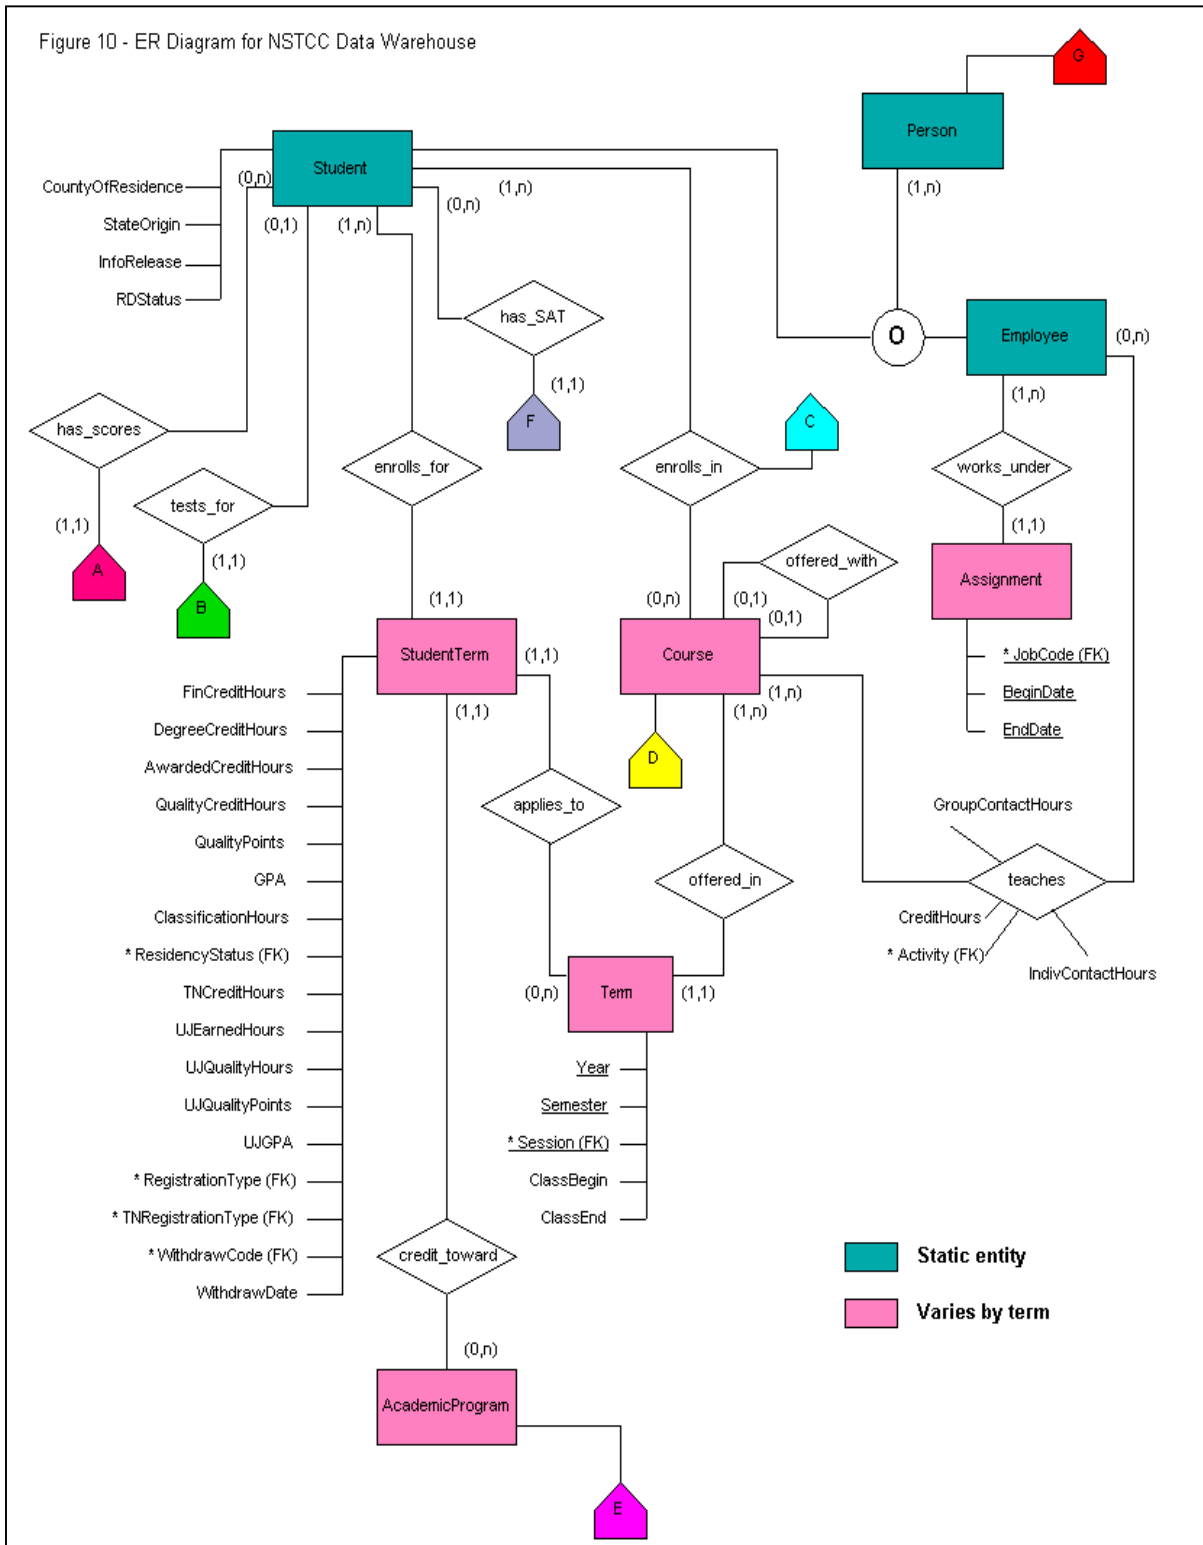 Figure 10 - ER Diagram for NSTCC Data Warehouse
G
Person
(1,n)
Student
(0,n)
(0,1)
(1,n)
(0,n)
(1,n)
CountyOfResidence
StateOrigin
InfoRelease
RDStatus
has_SAT
(1,1)
F
O
Employee
(0,n)
(1,n)
C
has_scores
(1,1)
A
tests_for
(1,1)
B
enrolls_for
(1,1)
enrolls_in
(0,n)
works_under
(1,1)
offered_with
(0,1)
(0,1)
Assignment
* JobCode (FK)
BeginDate
EndDate
StudentTerm
(1,1)
(1,1)
Course
(1,n)
(1,n)
D
FinCreditHours
DegreeCreditHours
AwardedCreditHours
QualityCreditHours
QualityPoints
GPA
ClassificationHours
* ResidencyStatus (FK)
TNCreditHours
UJEarnedHours
UJQualityHours
UJQualityPoints
UJGPA
* RegistrationType (FK)
* TNRegistrationType (FK)
* WithdrawCode (FK)
WithdrawDate
applies_to
offered_in
GroupContactHours
teaches
CreditHours
* Activity (FK)
IndivContactHours
(0,n)
Term
(1,1)
Year
Semester
* Session (FK)
ClassBegin
ClassEnd
credit_toward
(0,n)
AcademicProgram
E
Static entity
Varies by term